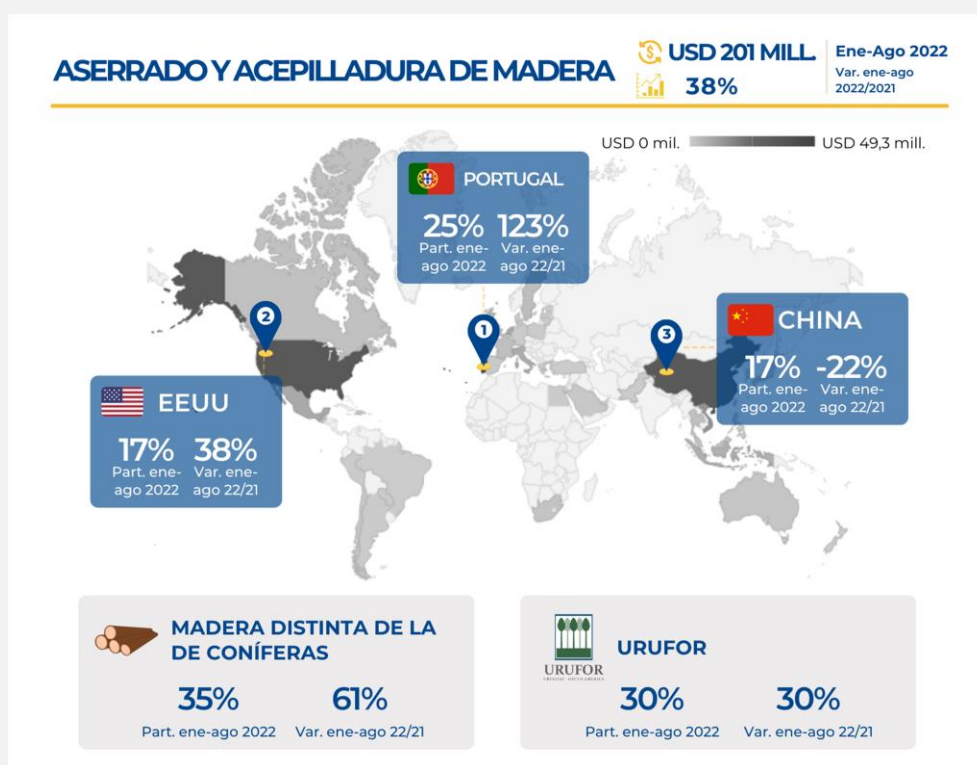 ASERRADO Y ACEPILLADURA DE MADERA
USD 201 MILL.
38%
Ene-Ago 2022
Var. ene-ago
2022/2021
USD 0 mil.
USD 49,3 mill.
PORTUGAL
25% 123%
Part. ene- Var. ene-
ago 2022 ago 22/21
2
1
3
CHINA
17% -22%
Part. ene- Var. ene-
ago 2022 ago 22/21
EEUU
17% 38%
Part. ene- Var. ene-
ago 2022 ago 22/21
MADERA DISTINTA DE LA
DE CONÍFERAS
35% 61%
Part. ene-ago 2022 Var. ene-ago 22/21
URUFOR
URUGUAY - SOUTH AMERICA
URUFOR
30% 30%
Part. ene-ago 2022 Var. ene-ago 22/21